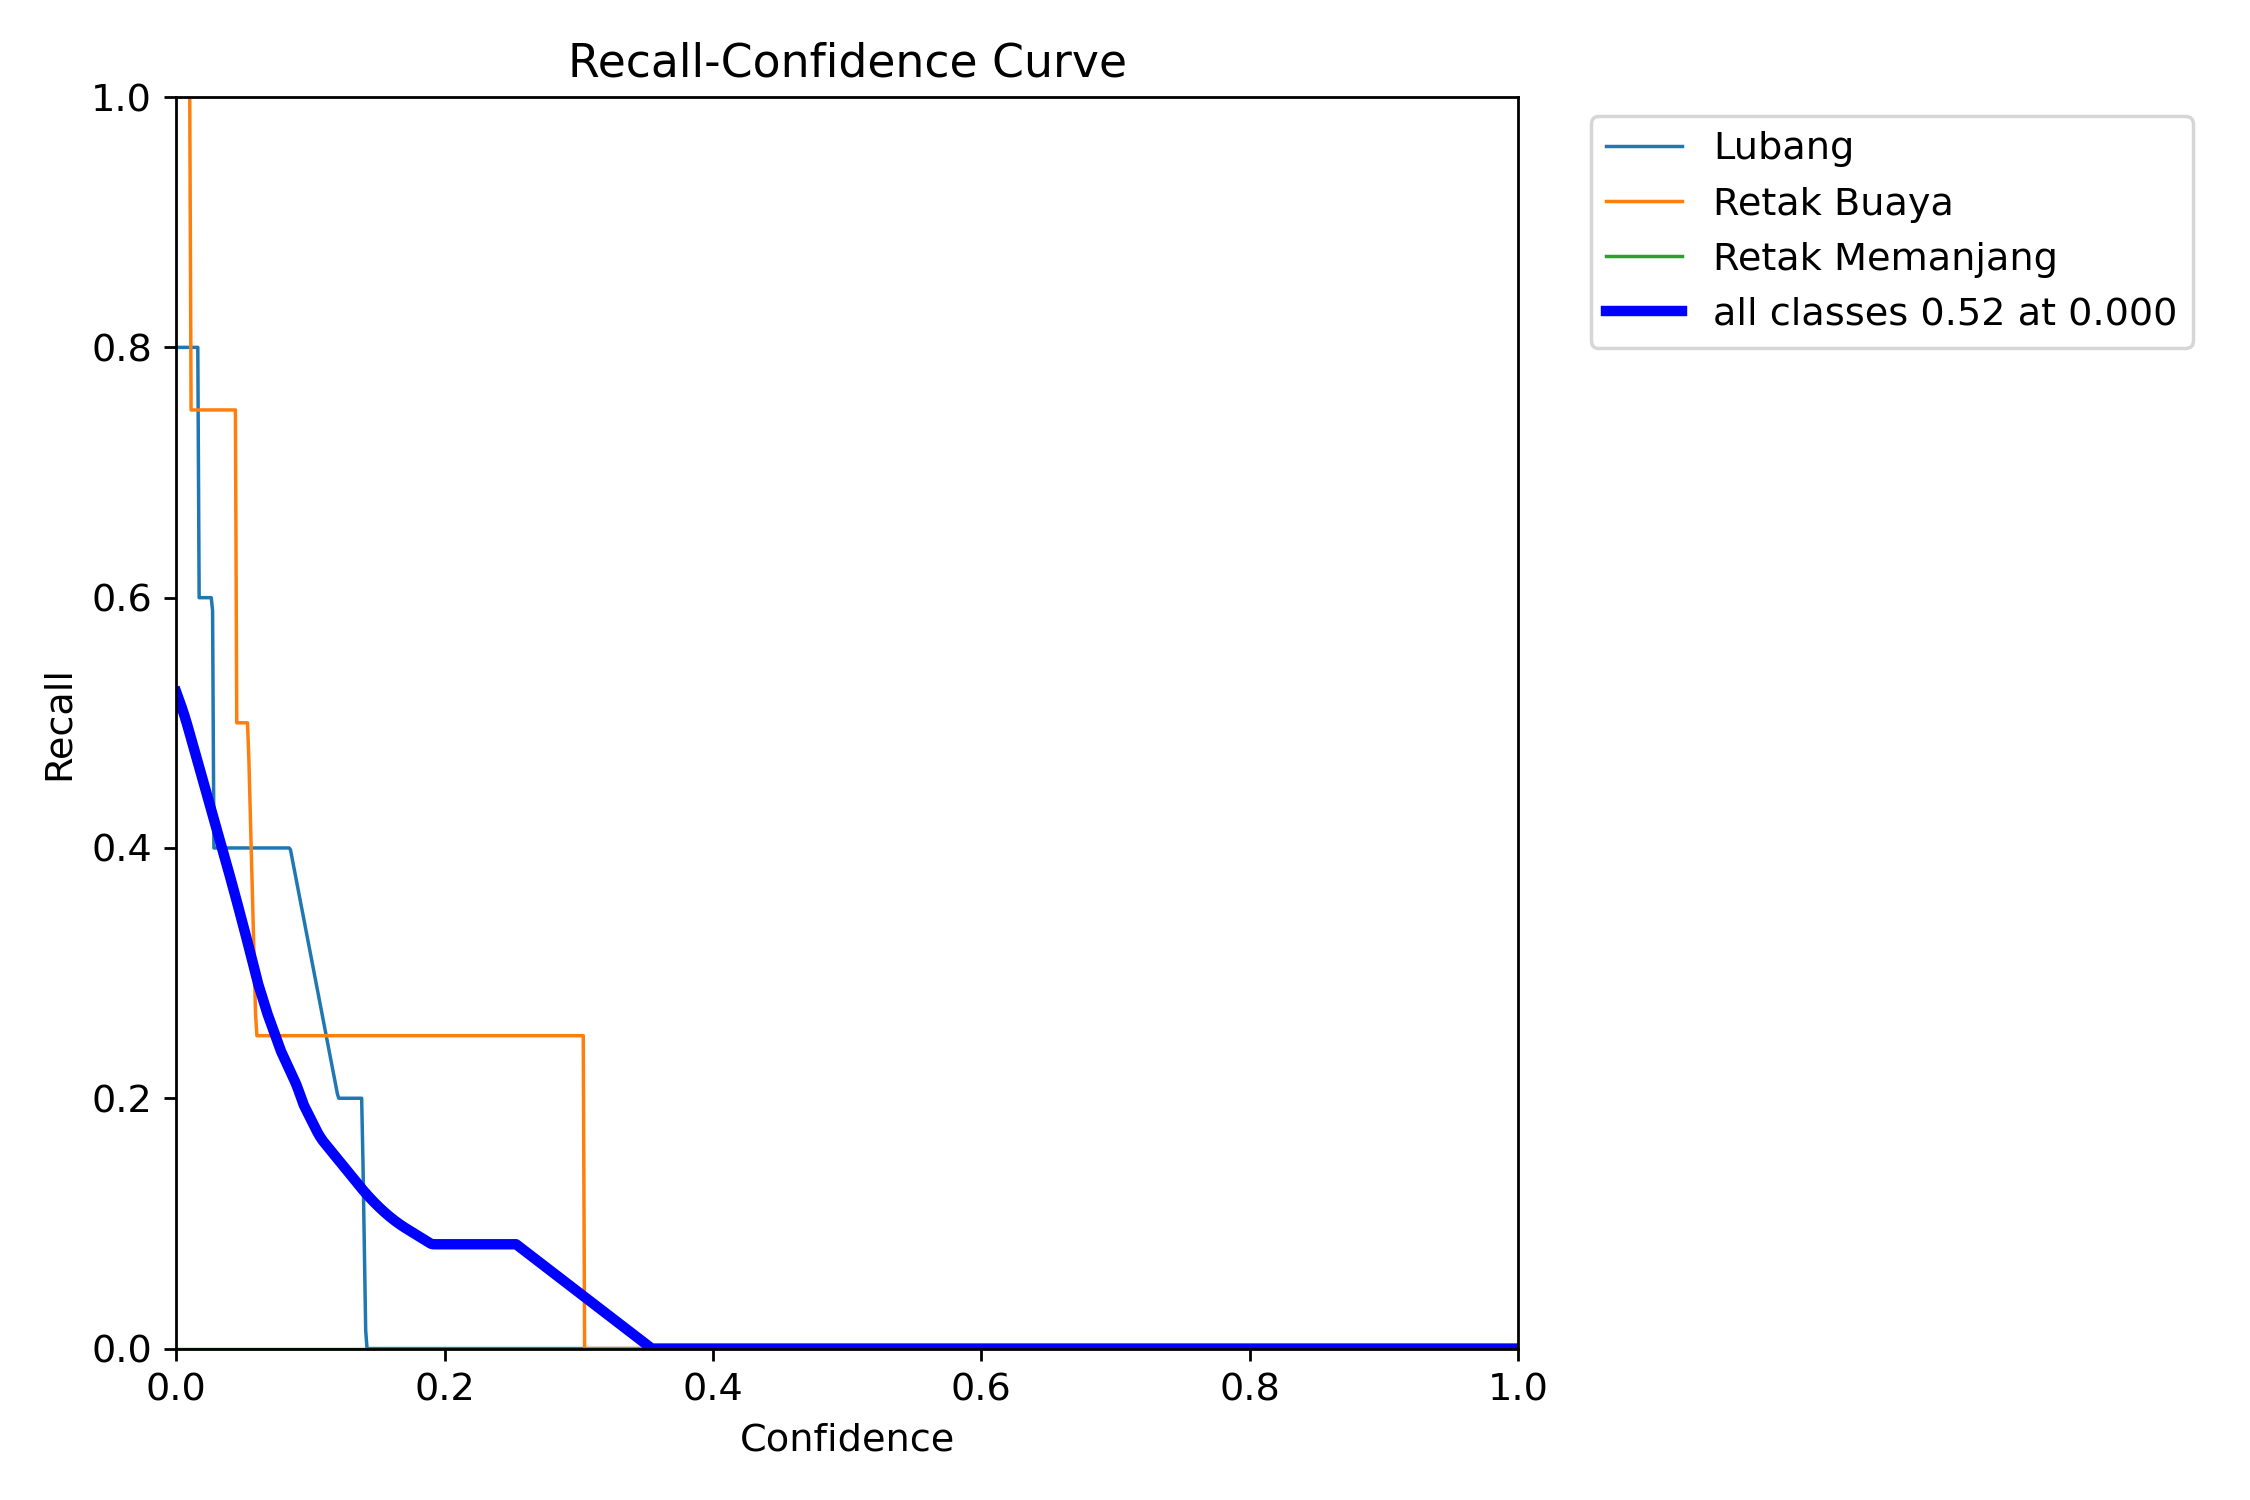 Recall-Confidence Curve
1.0
0.8
0.6
0.4
0.2
0.0
Recall
0.0 0.2 0.4 0.6 0.8 1.0
Confidence
Lubang
Retak Buaya
Retak Memanjang
all classes 0.52 at 0.000